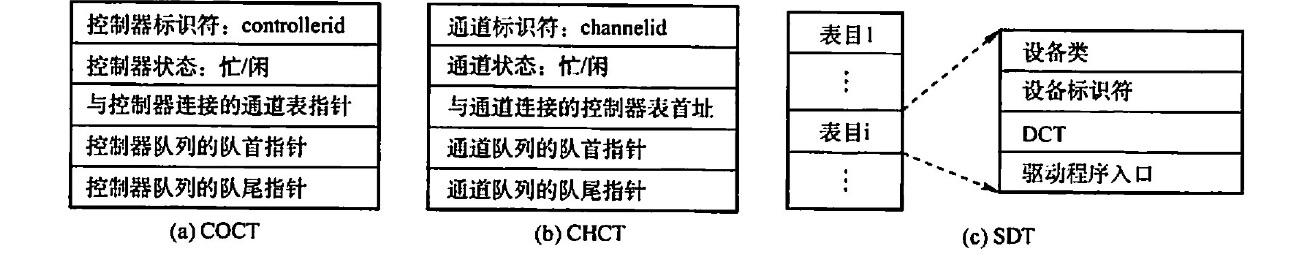 控制器标识符：controllerid
控制器状态：忙/闲
与控制器连接的通道表指针
控制器队列的队首指针
控制器队列的队尾指针
(a) COCT
通道标识符：channelid
通道状态：忙/闲
与通道连接的控制器表首址
通道队列的队首指针
通道队列的队尾指针
(b) CHCT
表目1
⋮
表目i
⋮
设备类
设备标识符
DCT
驱动程序入口
(c) SDT